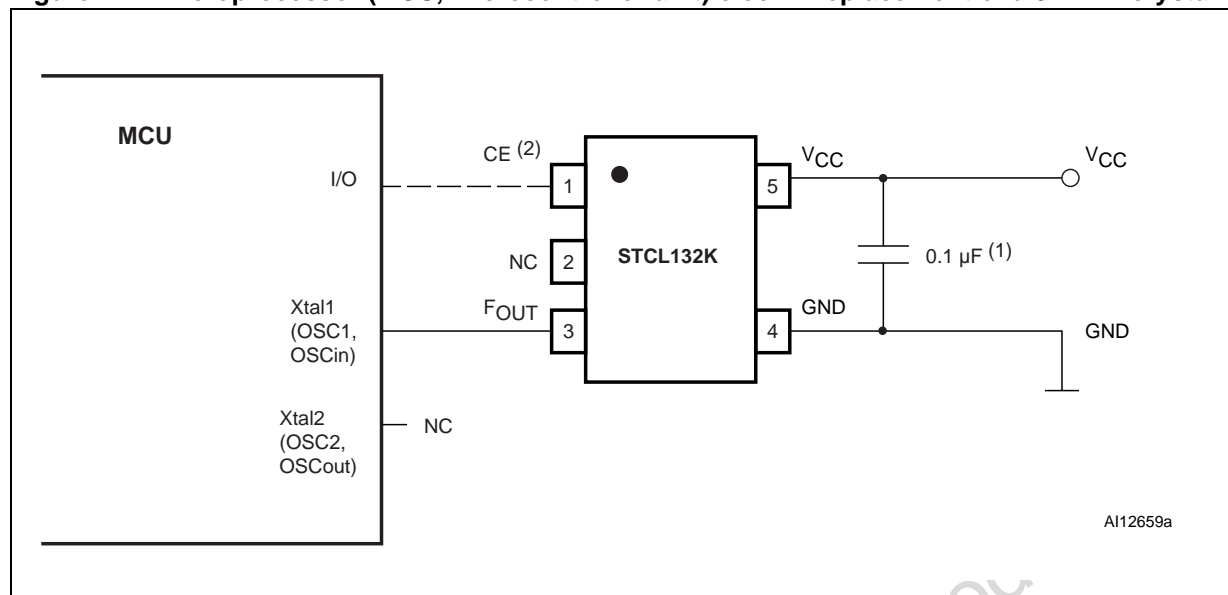 MCU
I/O
CE (2)
1
5
VCC
VCC
NC
2
STCL132K
0.1 µF (1)
Xtal1
(OSC1,
OSCin)
FOUT
3
4
GND
GND
Xtal2
(OSC2,
OSCout)
NC
AI12659a